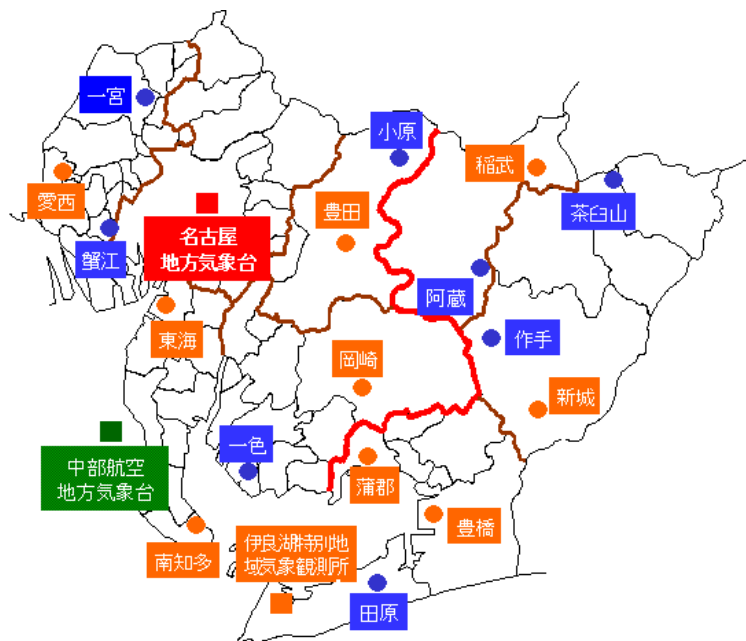 一宮
小原
稲武
愛西
豊田
茶臼山
名古屋
地方気象台
蟹江
阿蔵
東海
作手
岡崎
新城
一色
中部航空
地方気象台
蒲郡
豊橋
南知多
伊良湖特別地
域気象観測所
田原